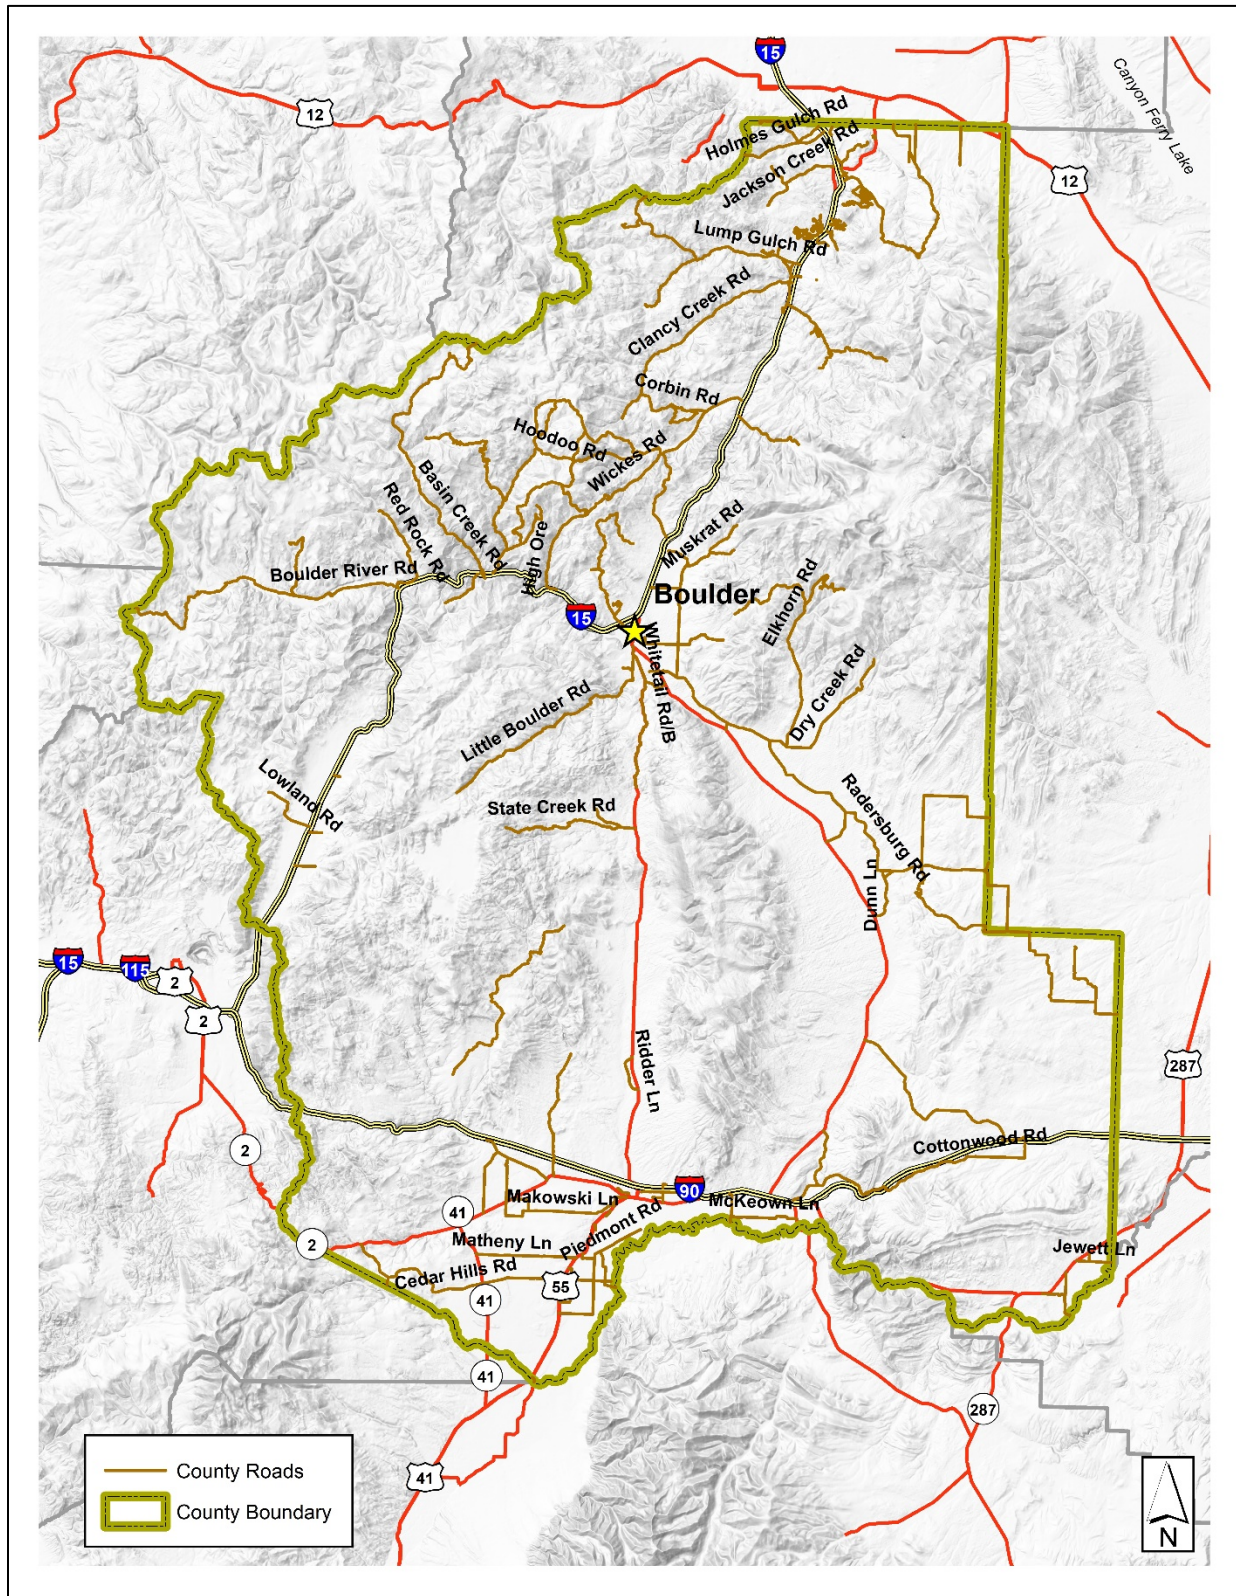 15
Canyon Ferry Lake
12
Holmes Gulch Rd
Jackson Creek Rd
12
Lump Gulch Rd
Clancy Creek Rd
Corbin Rd
Hoodoo Rd
Wickes Rd
Basin Creek Rd
Red Rock Rd
High Ore
Muskrat Rd
Boulder River Rd
Boulder
15
Elkhorn Rd
Whitetail Rd/B
Dry Creek Rd
Little Boulder Rd
Lowland Rd
State Creek Rd
Radersburg Rd
Dunn Ln
15
115
2
2
Ridder Ln
287
2
Cottonwood Rd
90
Makowski Ln
McKeown Ln
41
2
Matheny Ln
Piedmont Rd
Jewett Ln
Cedar Hills Rd
55
41
41
287
41
County Roads
County Boundary
N